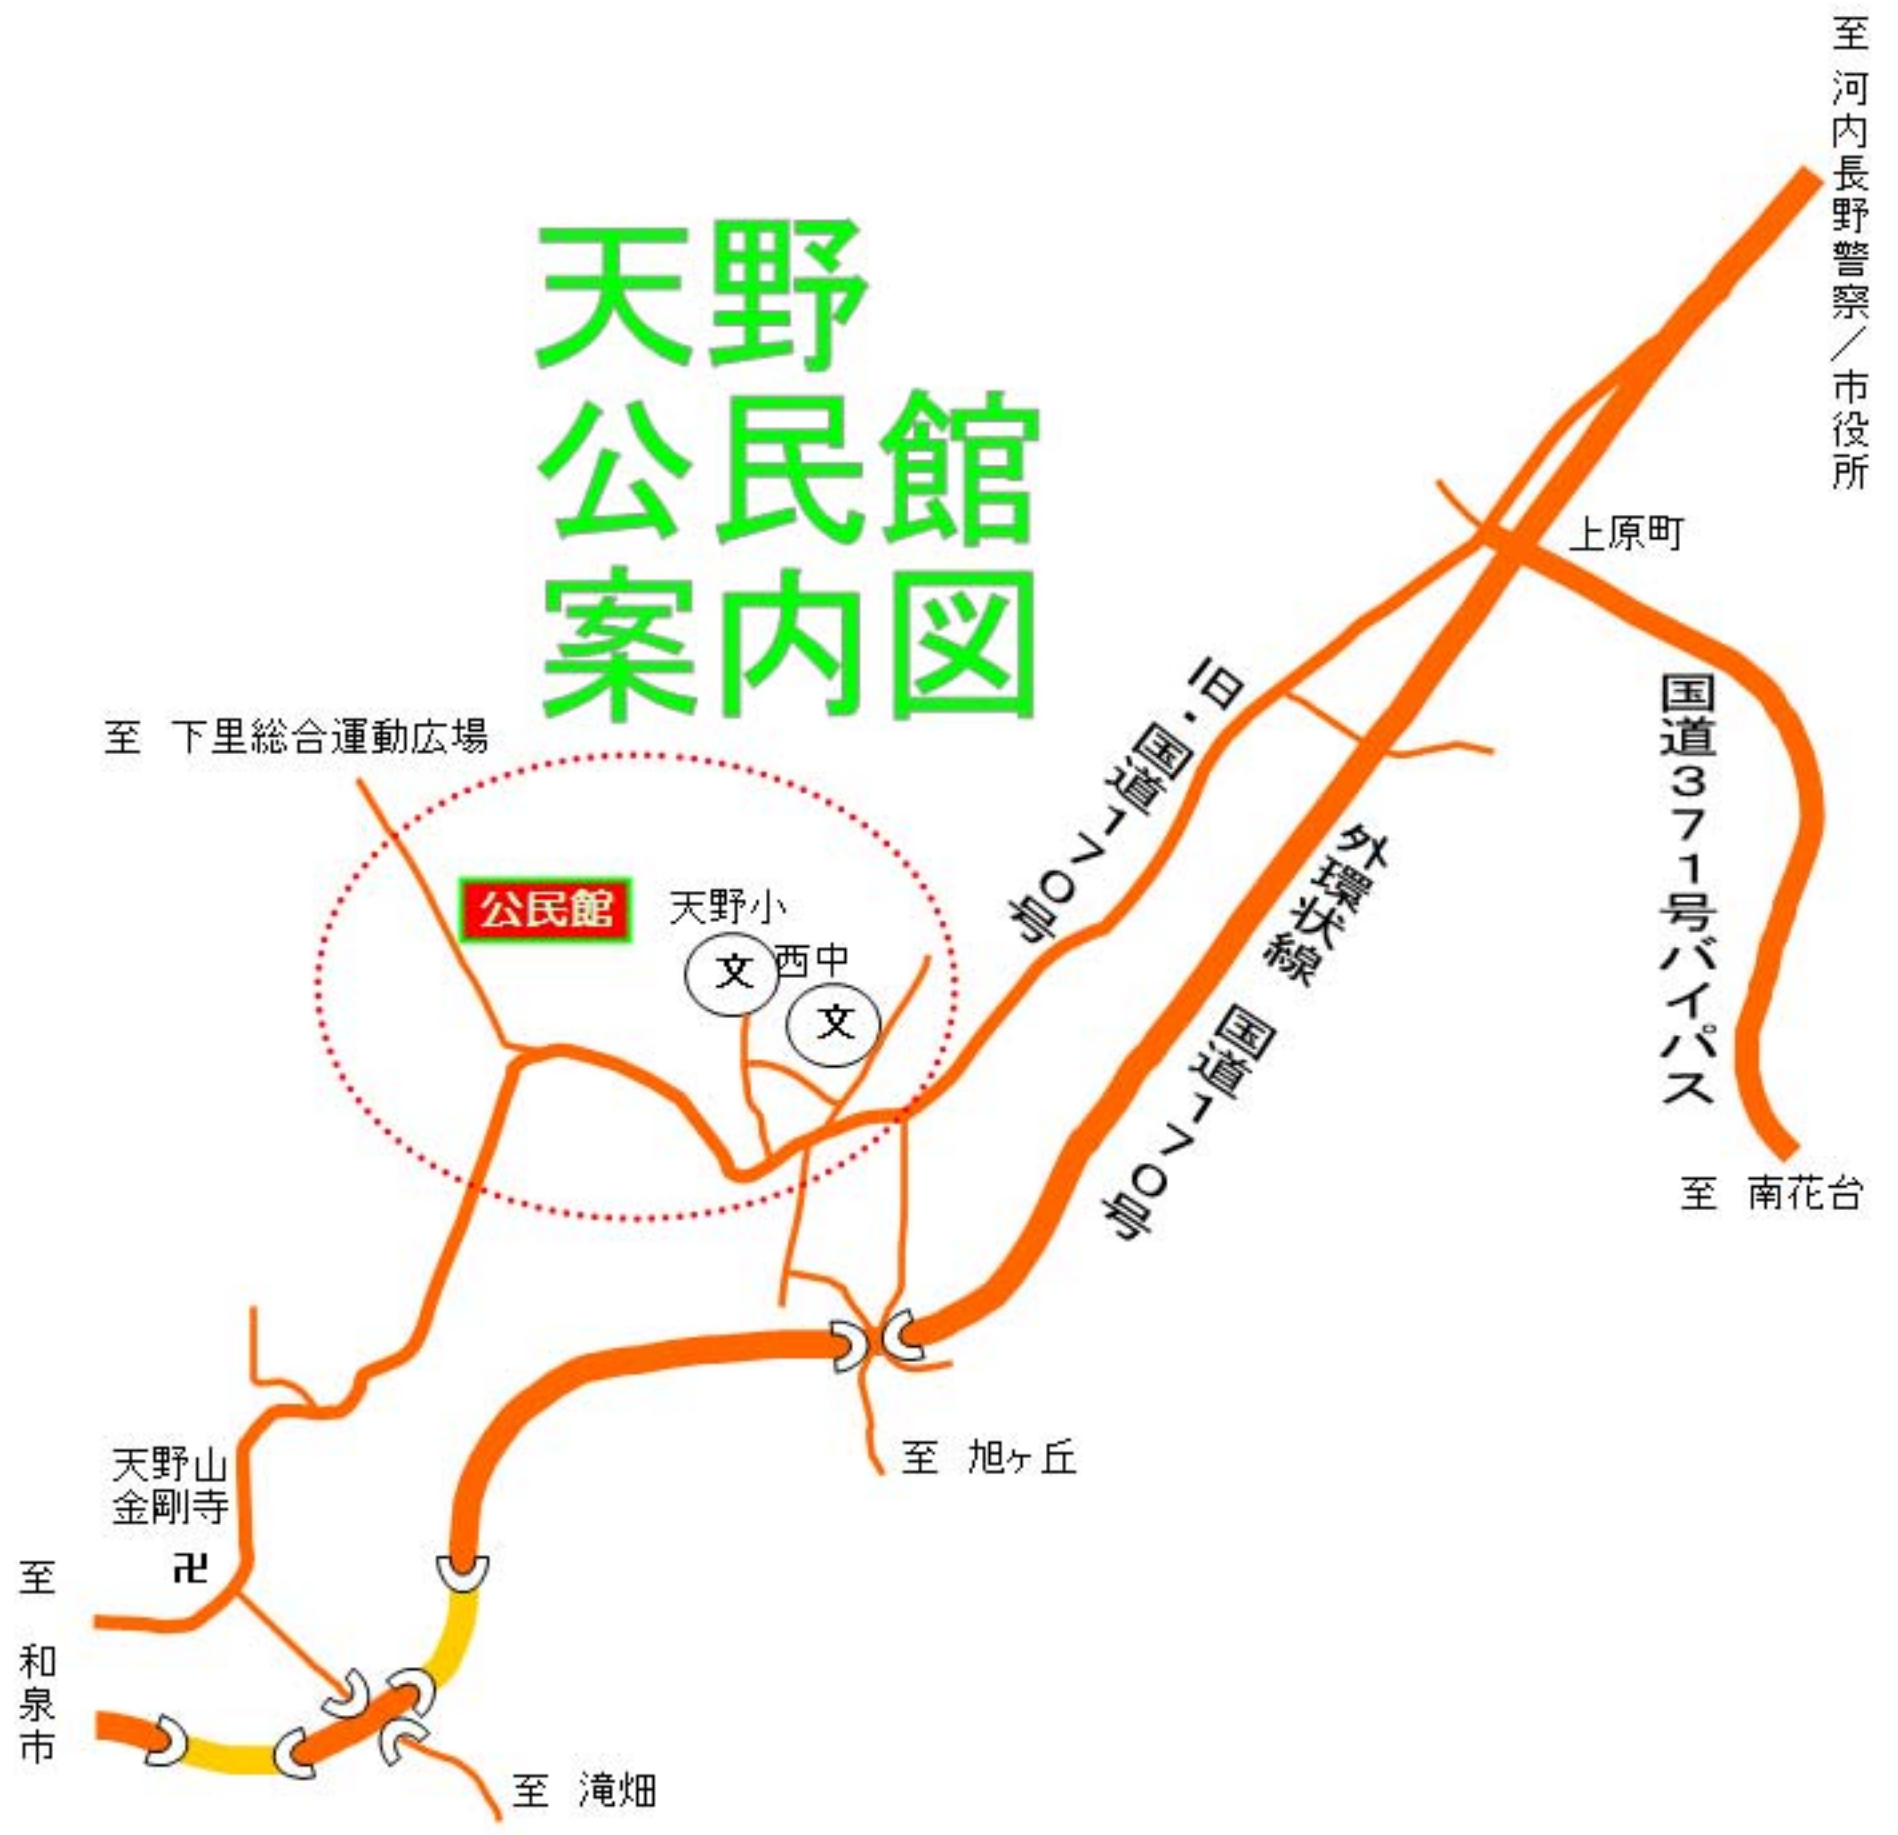 至 河内長野警察／市役所
天野
公民館
案内図
上原町
旧・国道１７０号
国道３７１号バイパス
至 下里総合運動広場
外環状線 国道１７０号
公民館
天野小
文
西中
文
至 南花台
至 旭ヶ丘
天野山
金剛寺
卍
至 和泉市
至 滝畑